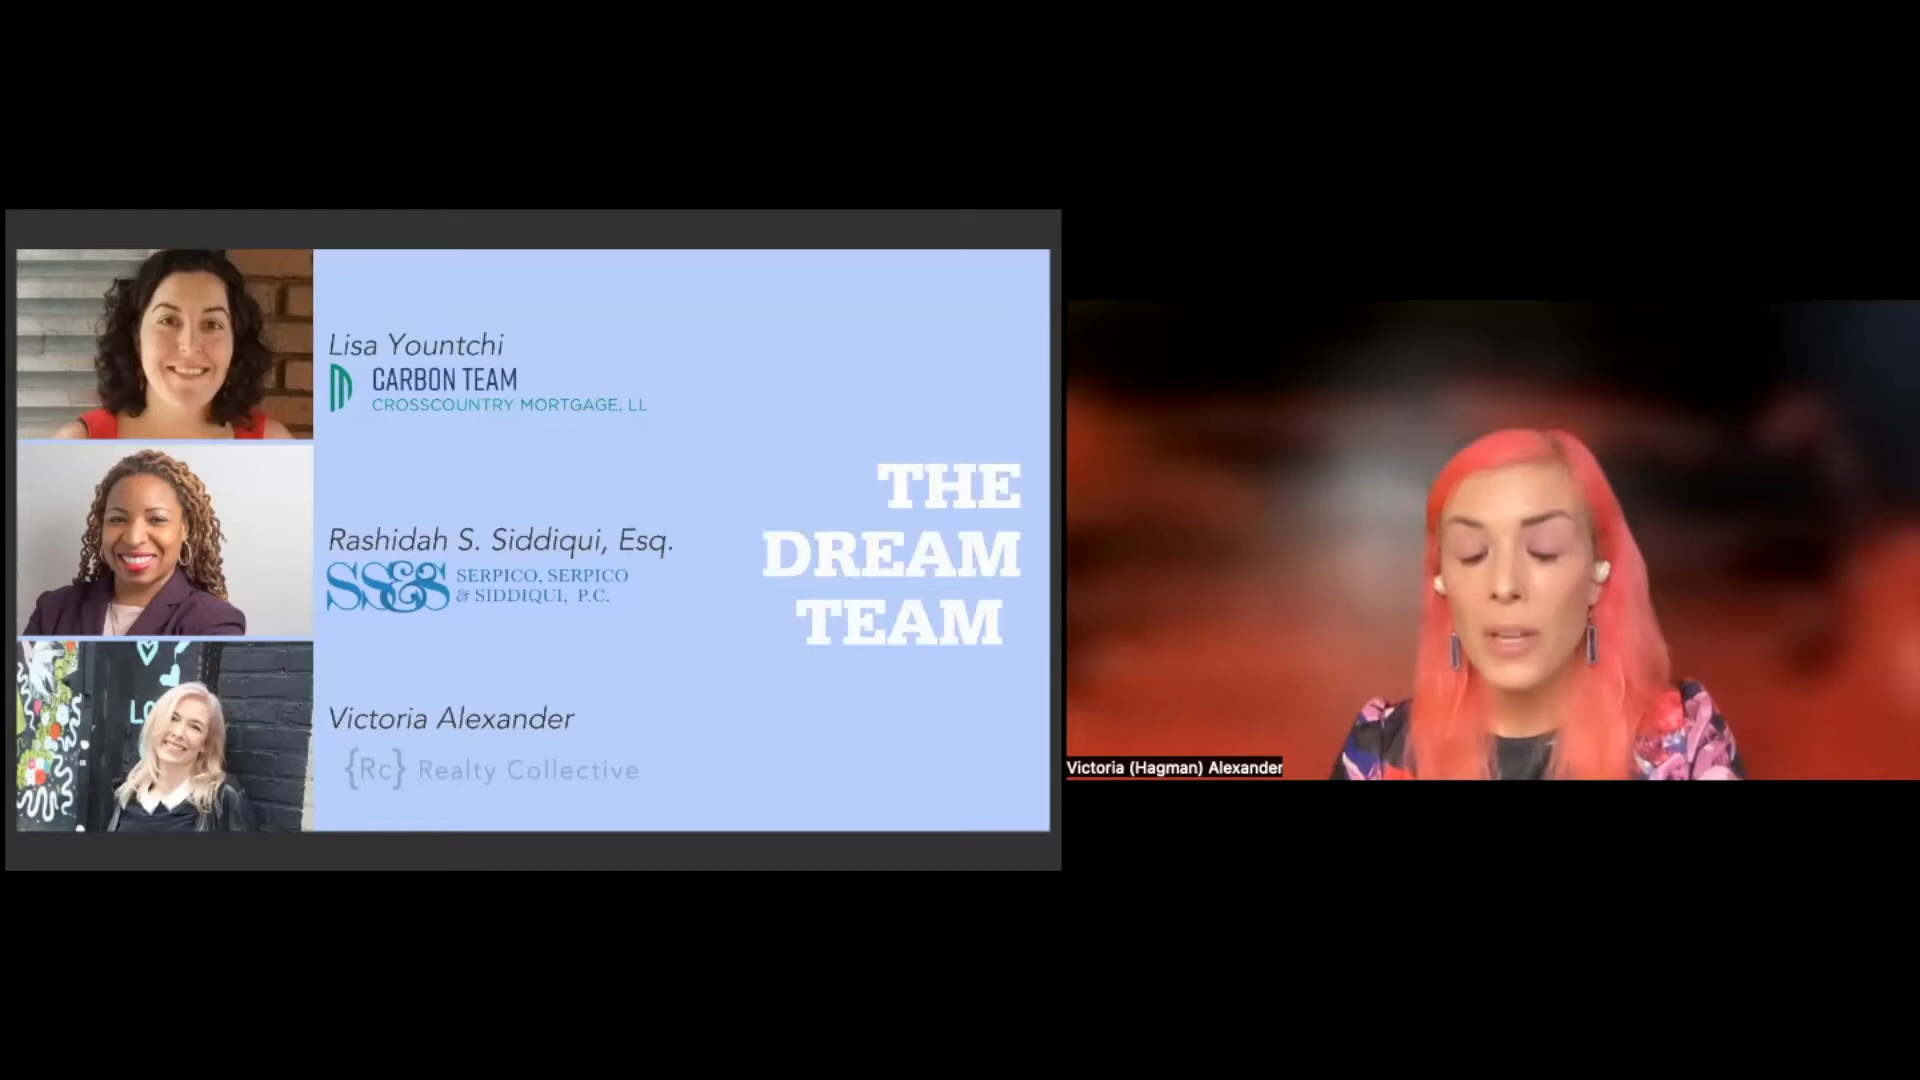 Lisa Yountchi
CARBON TEAM
CROSSCOUNTRY MORTGAGE, LL
Rashidah S. Siddiqui, Esq.
SS&S SERPICO, SERPICO
& SIDDIQUI, P.C.
Victoria Alexander
{Rc} Realty Collective
THE
DREAM
TEAM
Victoria (Hagman) Alexander